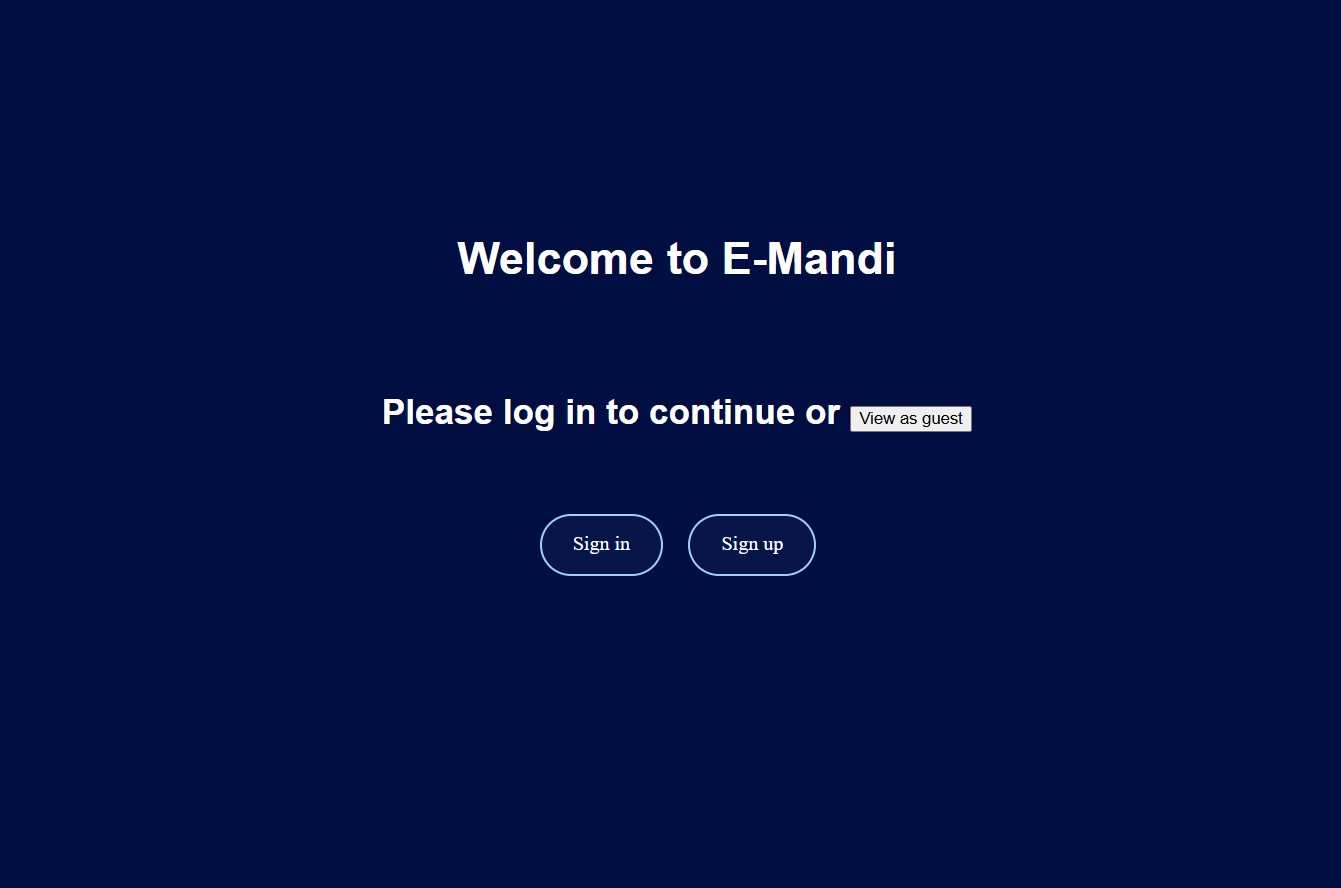 Welcome to E-Mandi
Please log in to continue or View as guest
Sign in Sign up